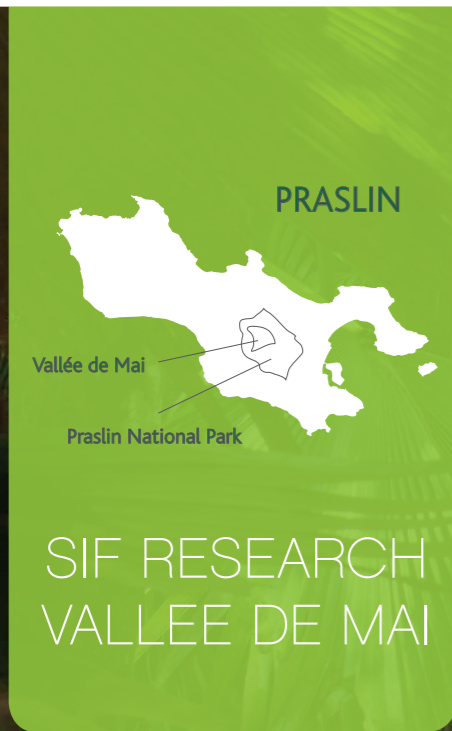 PRASLIN
Vallée de Mai
Praslin National Park
SIF RESEARCH
VALLEE DE MAI